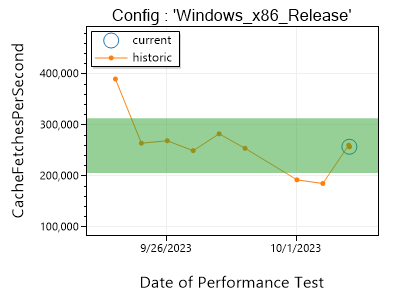 Config : 'Windows_x86_Release'
current
historic
CacheFetchesPerSecond
400,000
300,000
200,000
100,000
9/26/2023
10/1/2023
Date of Performance Test